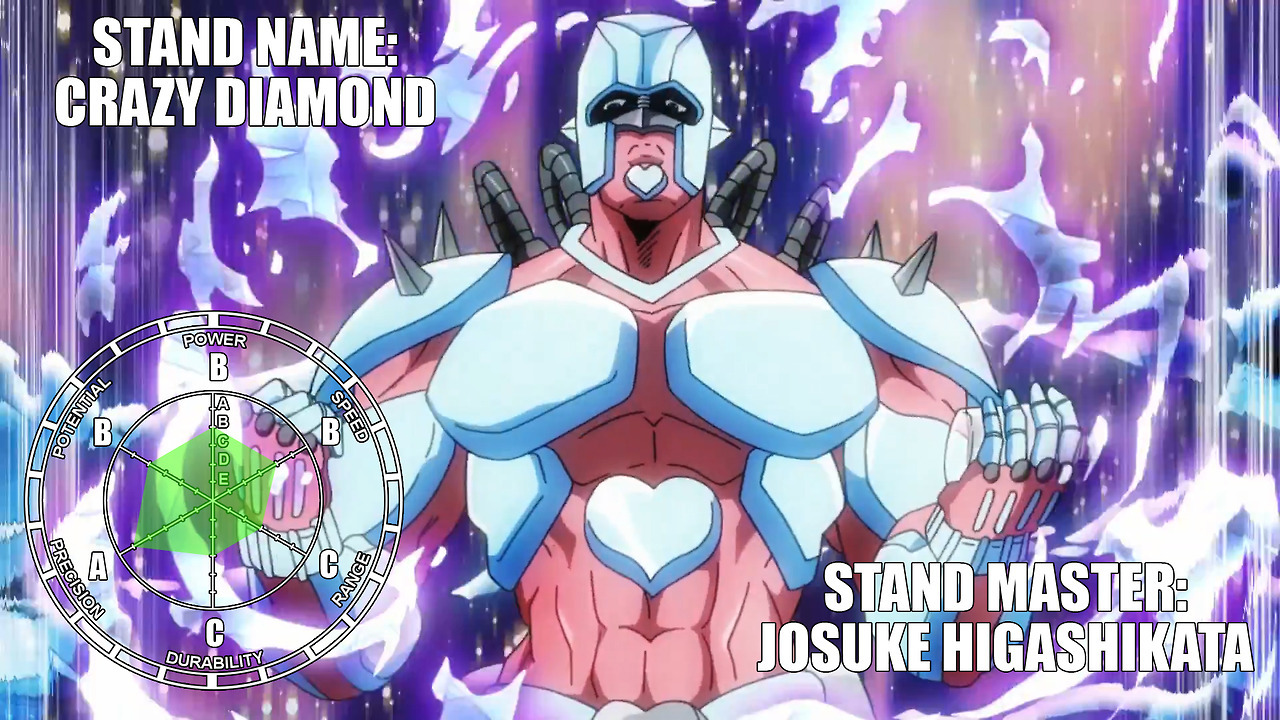 STAND NAME:
CRAZY DIAMOND
POWER
B
SPEED
B
RANGE
C
DURABILITY
C
PRECISION
A
POTENTIAL
B
A
B
C
D
E
STAND MASTER:
JOSUKE HIGASHIKATA